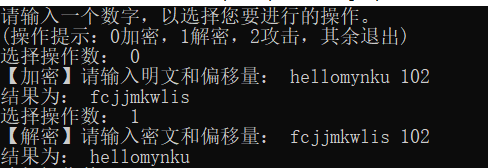 请输入一个数字，以选择您要进行的操作。
(操作提示：0加密，1解密，2攻击，其余退出)
选择操作数： 0
【加密】请输入明文和偏移量： hellomynku 102
结果为： fcjjmkwlis
选择操作数： 1
【解密】请输入密文和偏移量： fcjjmkwlis 102
结果为： hellomynku